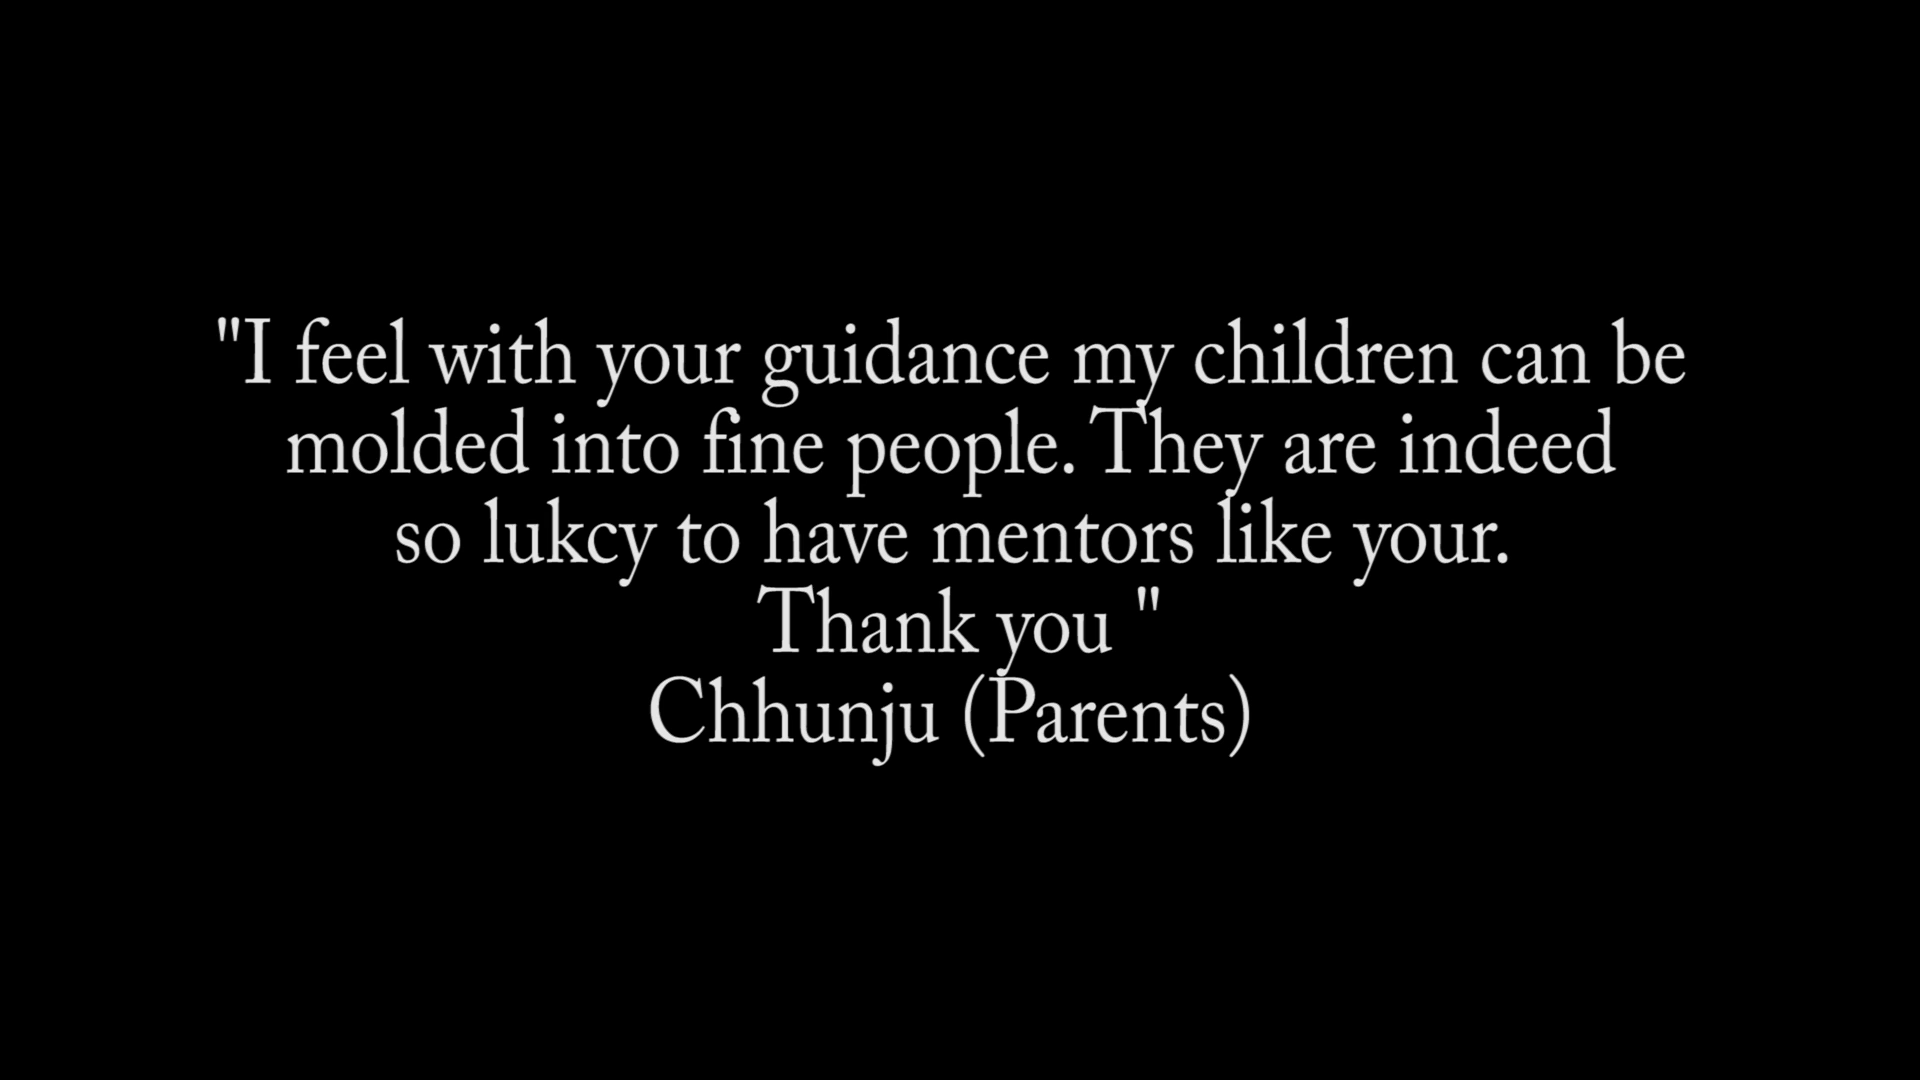 "I feel with your guidance my children can be
molded into fine people. They are indeed
so lukcy to have mentors like your.
Thank you "
Chhunju (Parents)